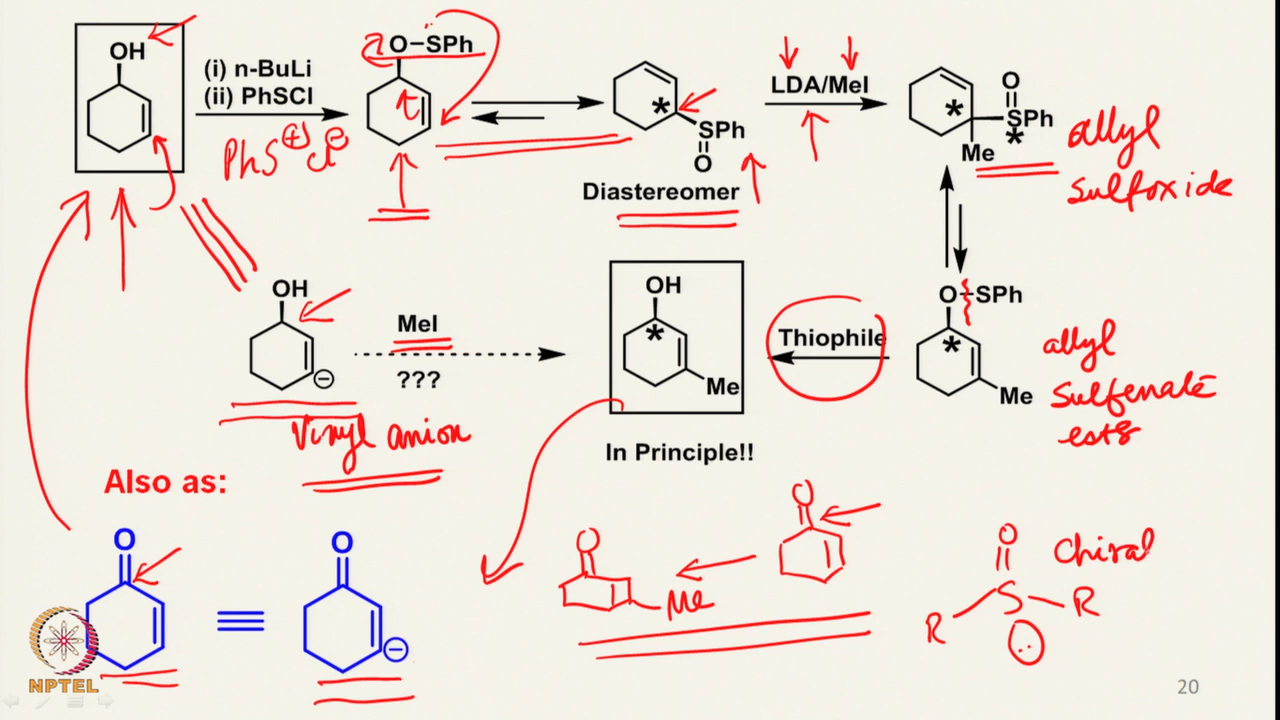 OH
(i) n-BuLi
(ii) PhSCl
PhS⊕ Cl⊖
O–SPh
*
SPh
O
Diastereomer
LDA/MeI
O
* SPh
*
Me
allyl
sulfoxide
OH
⊖
Vinyl anion
MeI
???
OH
*
Me
In Principle!!
Thiophile
O–SPh
*
Me
allyl
sulfenate
Also as:
O
O
⊖
O
Me
O
O
R S R
Chiral
NPTEL
20